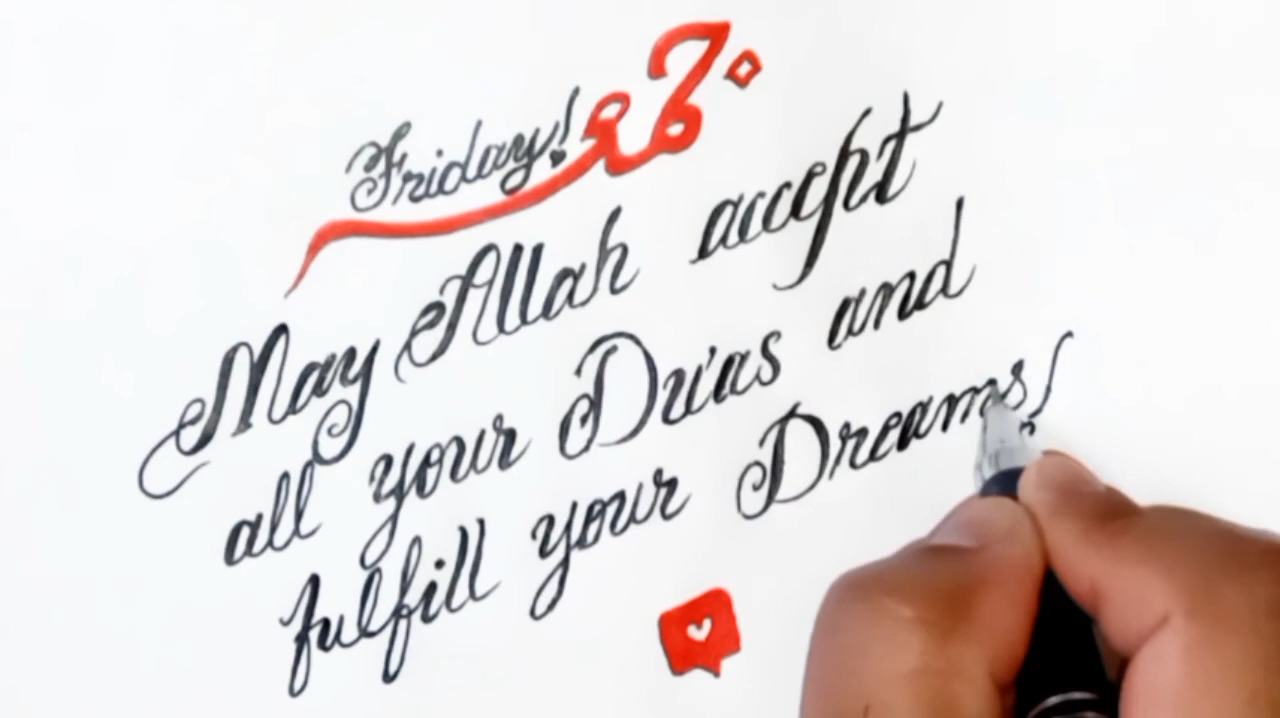 Friday!
May Allah accept
all your Du'as and
fulfill your Dreams!